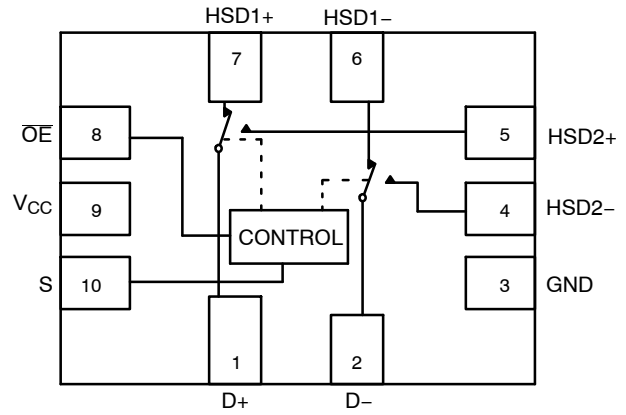 HSD1+ HSD1−
7 6
OE 8 5 HSD2+
VCC 9 4 HSD2−
CONTROL
S 10 3 GND
1 2
D+ D−